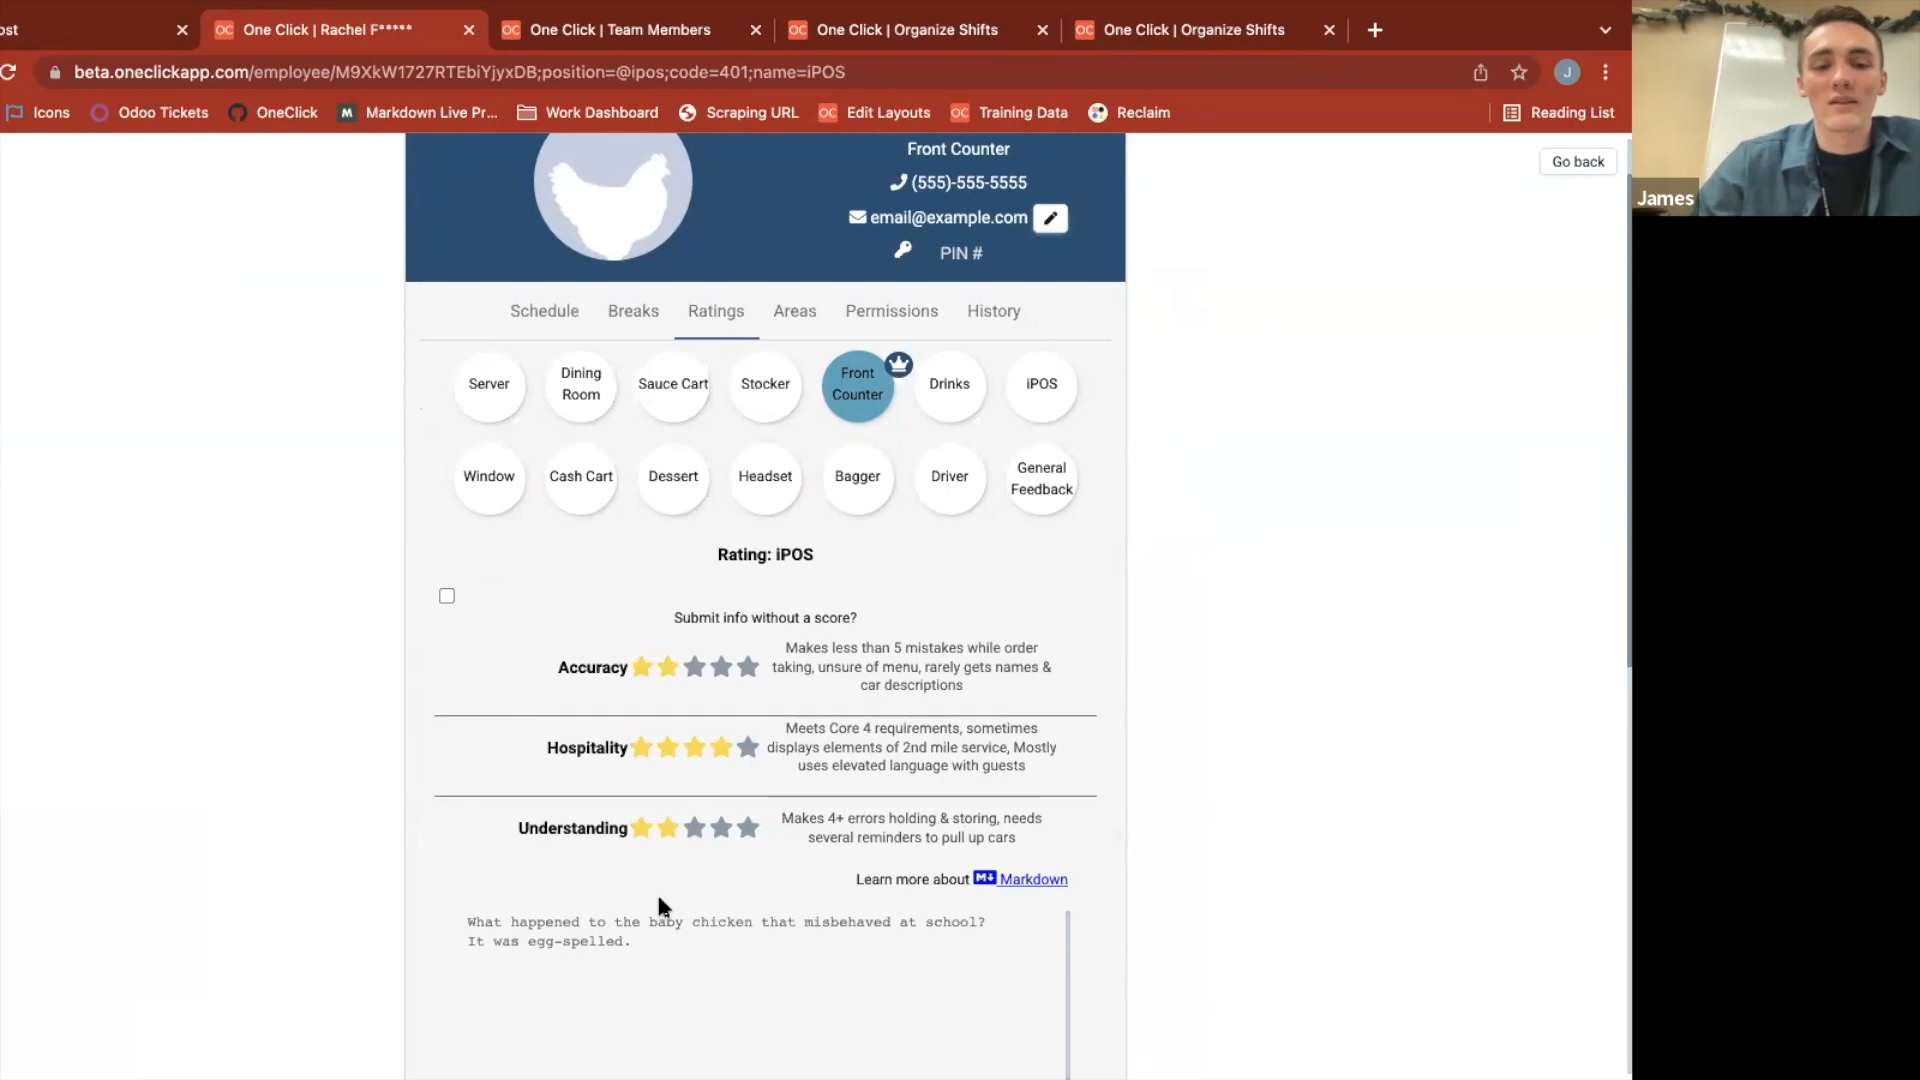 ost
OC One Click | Rachel F*****
OC One Click | Team Members
OC One Click | Organize Shifts
OC One Click | Organize Shifts
beta.oneclickapp.com/employee/M9XkW1727RTEbiYjyxDB;position=@ipos;code=401;name=iPOS
J
Icons
Odoo Tickets
OneClick
M Markdown Live Pr...
Work Dashboard
Scraping URL
OC Edit Layouts
OC Training Data
Reclaim
Reading List
James
Go back
Front Counter
(555)-555-5555
email@example.com
PIN #
Schedule Breaks Ratings Areas Permissions History
Server
Dining
Room
Sauce Cart
Stocker
Front
Counter
Drinks
iPOS
Window
Cash Cart
Dessert
Headset
Bagger
Driver
General
Feedback
Rating: iPOS
Submit info without a score?
Accuracy
Makes less than 5 mistakes while order
taking, unsure of menu, rarely gets names &
car descriptions
Hospitality
Meets Core 4 requirements, sometimes
displays elements of 2nd mile service, Mostly
uses elevated language with guests
Understanding
Makes 4+ errors holding & storing, needs
several reminders to pull up cars
Learn more about M Markdown
What happened to the baby chicken that misbehaved at school?
It was egg-spelled.